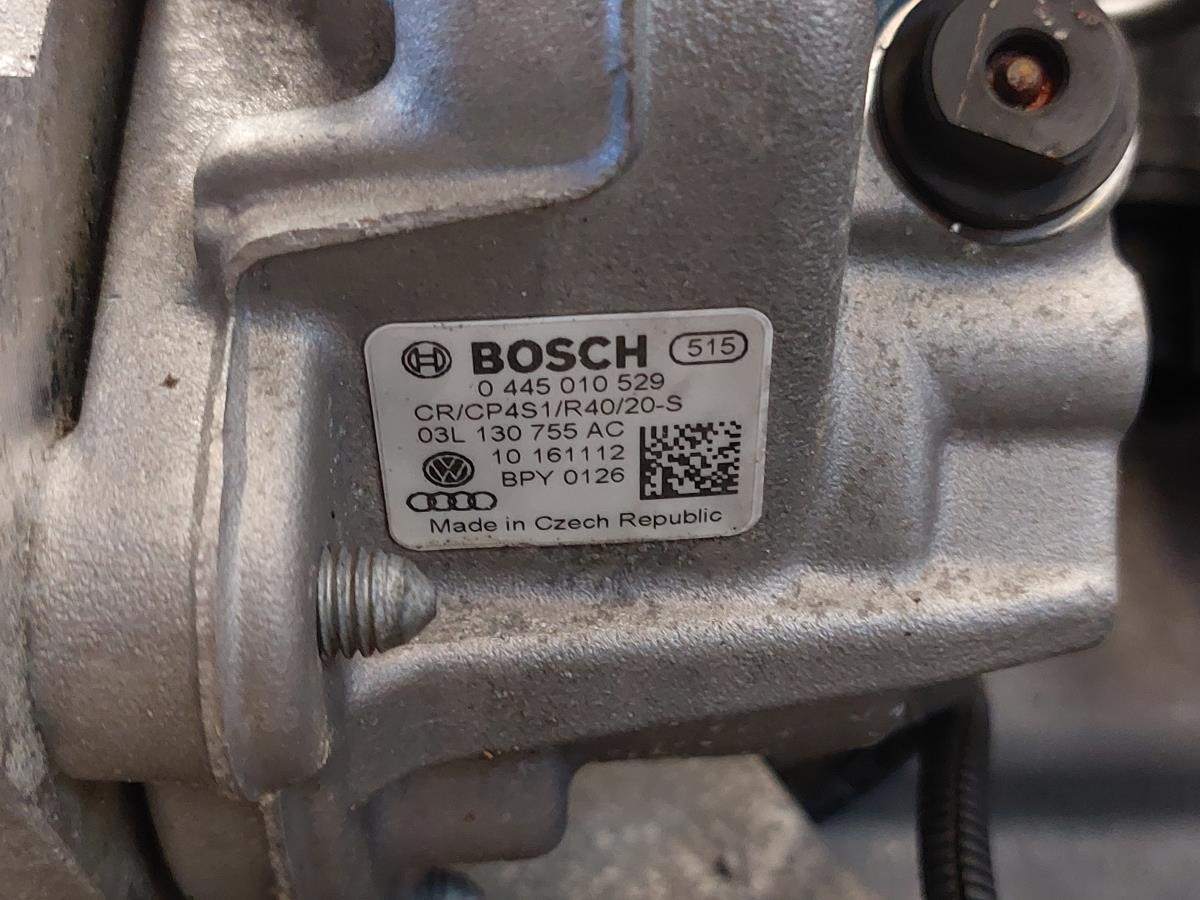 BOSCH 515
0 445 010 529
CR/CP4S1/R40/20-S
03L 130 755 AC
10 161112
BPY 0126
Made in Czech Republic